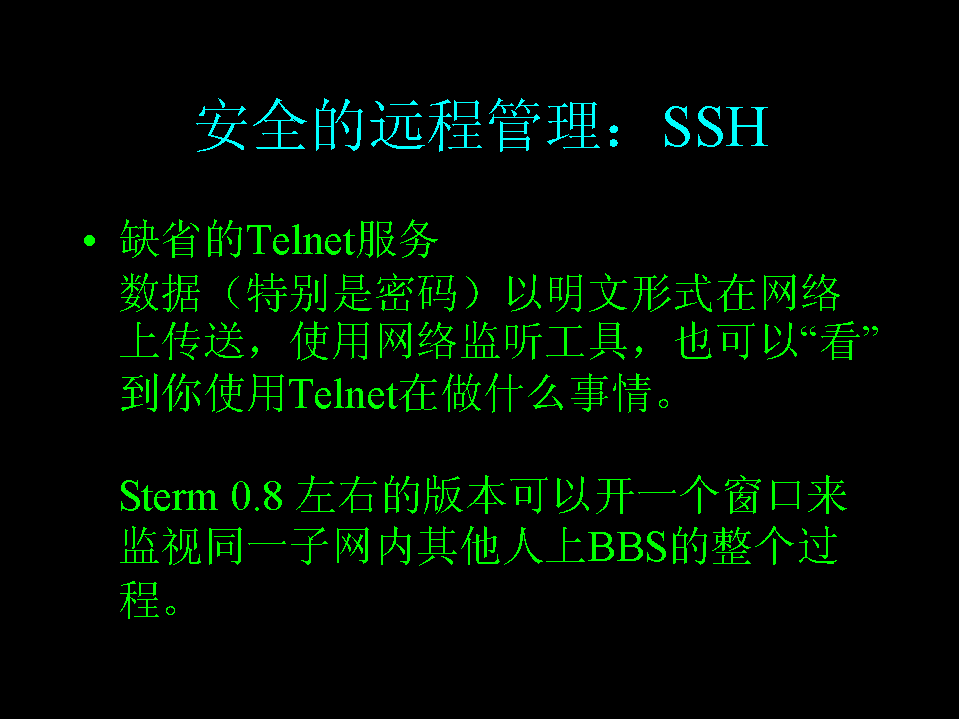 安全的远程管理：SSH
• 缺省的Telnet服务
数据（特别是密码）以明文形式在网络
上传送，使用网络监听工具，也可以“看”
到你使用Telnet在做什么事情。
Sterm 0.8 左右的版本可以开一个窗口来
监视同一子网内其他人上BBS的整个过
程。